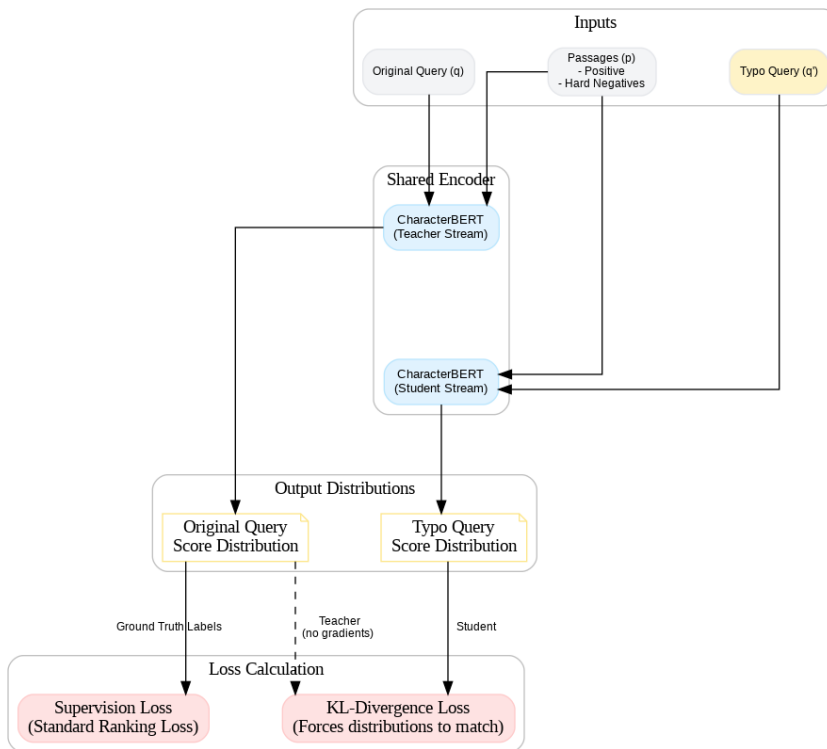 Inputs
Original Query (q)
Passages (p)
- Positive
- Hard Negatives
Typo Query (q')
Shared Encoder
CharacterBERT
(Teacher Stream)
CharacterBERT
(Student Stream)
Output Distributions
Original Query
Score Distribution
Typo Query
Score Distribution
Ground Truth Labels
Teacher
(no gradients)
Student
Loss Calculation
Supervision Loss
(Standard Ranking Loss)
KL-Divergence Loss
(Forces distributions to match)